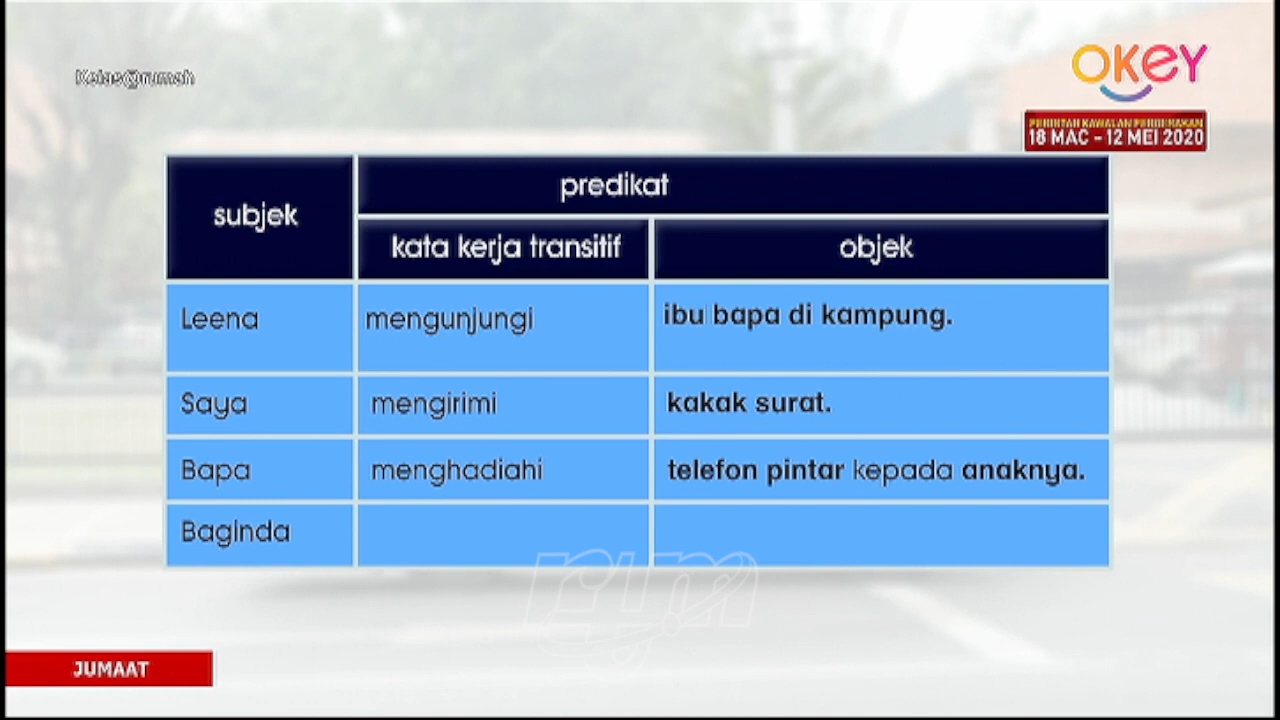 Kelas@rumah
OKEY
PERINTAH KAWALAN PERGERAKAN
18 MAC - 12 MEI 2020
subjek
predikat
kata kerja transitif
objek
Leena
mengunjungi
ibu bapa di kampung.
Saya
mengirimi
kakak surat.
Bapa
menghadiahi
telefon pintar kepada anaknya.
Baginda
rtm
JUMAAT